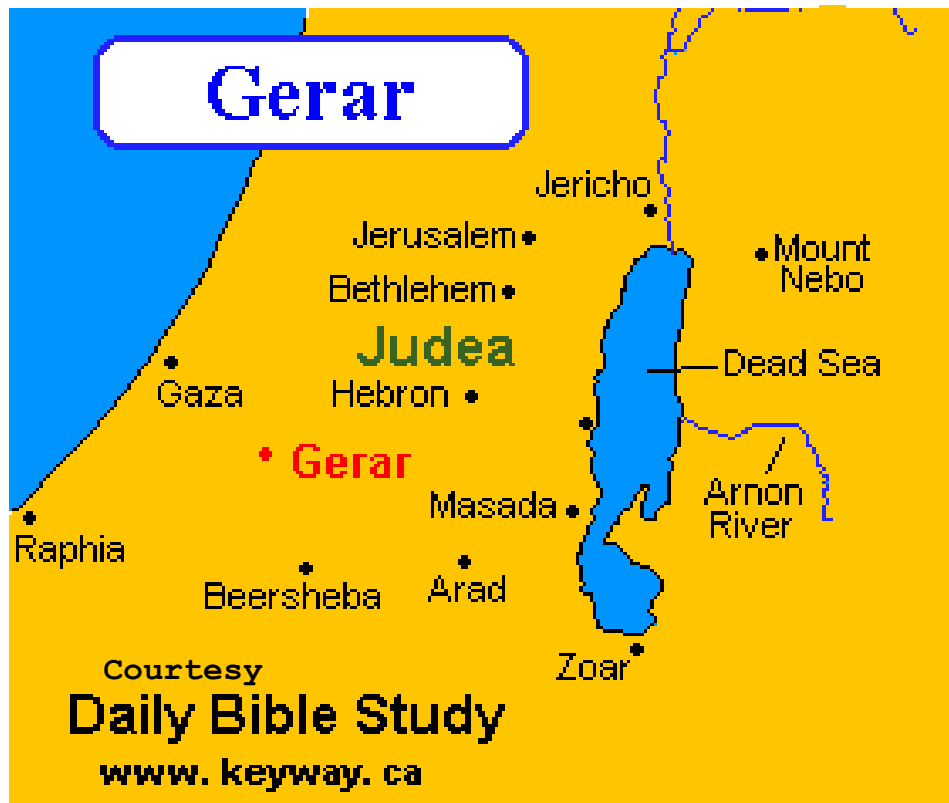 Gerar
Jericho
Jerusalem
Mount
Nebo
Bethlehem
Judea
Dead Sea
Gaza
Hebron
Gerar
Arnon
River
Masada
Raphia
Beersheba
Arad
Zoar
Courtesy
Daily Bible Study
www. keyway. ca